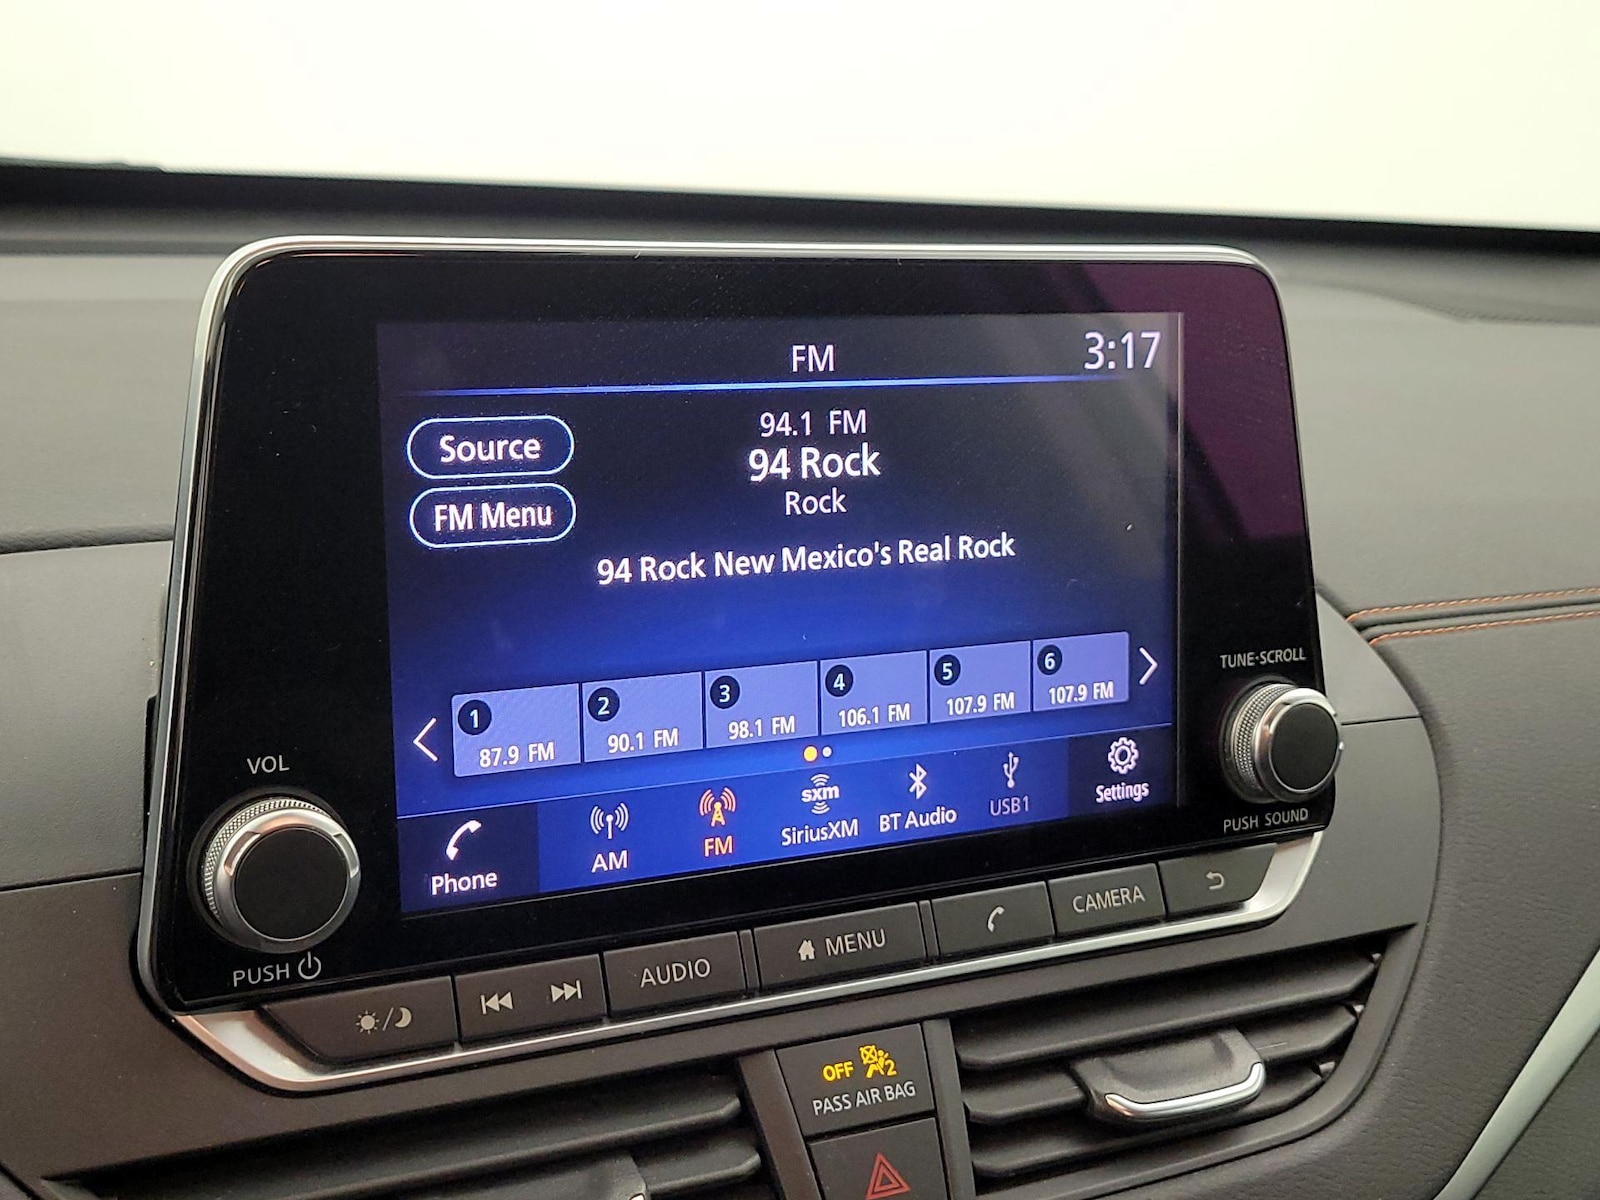 FM
3:17
Source
94.1 FM
94 Rock
Rock
FM Menu
94 Rock New Mexico's Real Rock
1
87.9 FM
2
90.1 FM
3
98.1 FM
4
106.1 FM
5
107.9 FM
6
107.9 FM
Phone
AM
FM
sxm
SiriusXM
BT Audio
USB1
Settings
VOL
PUSH
TUNE·SCROLL
PUSH SOUND
AUDIO
MENU
CAMERA
OFF 2
PASS AIR BAG